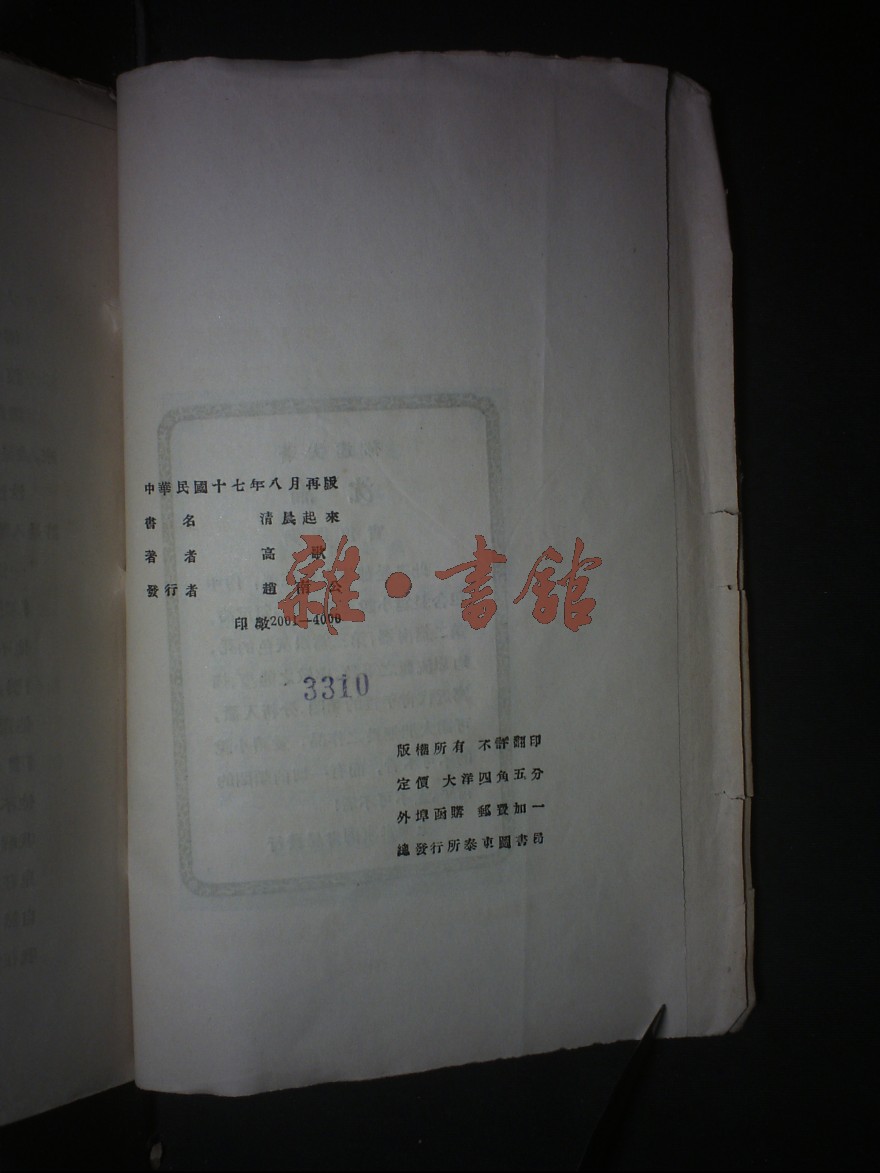 中華民國十七年八月再版
書名 清晨起來
著者 高歌
發行者 趙南公
印數2001—4000
雜·書館
3310
版權所有 不許翻印
定價 大洋四角五分
外埠函購 郵費加一
總發行所泰東圖書局